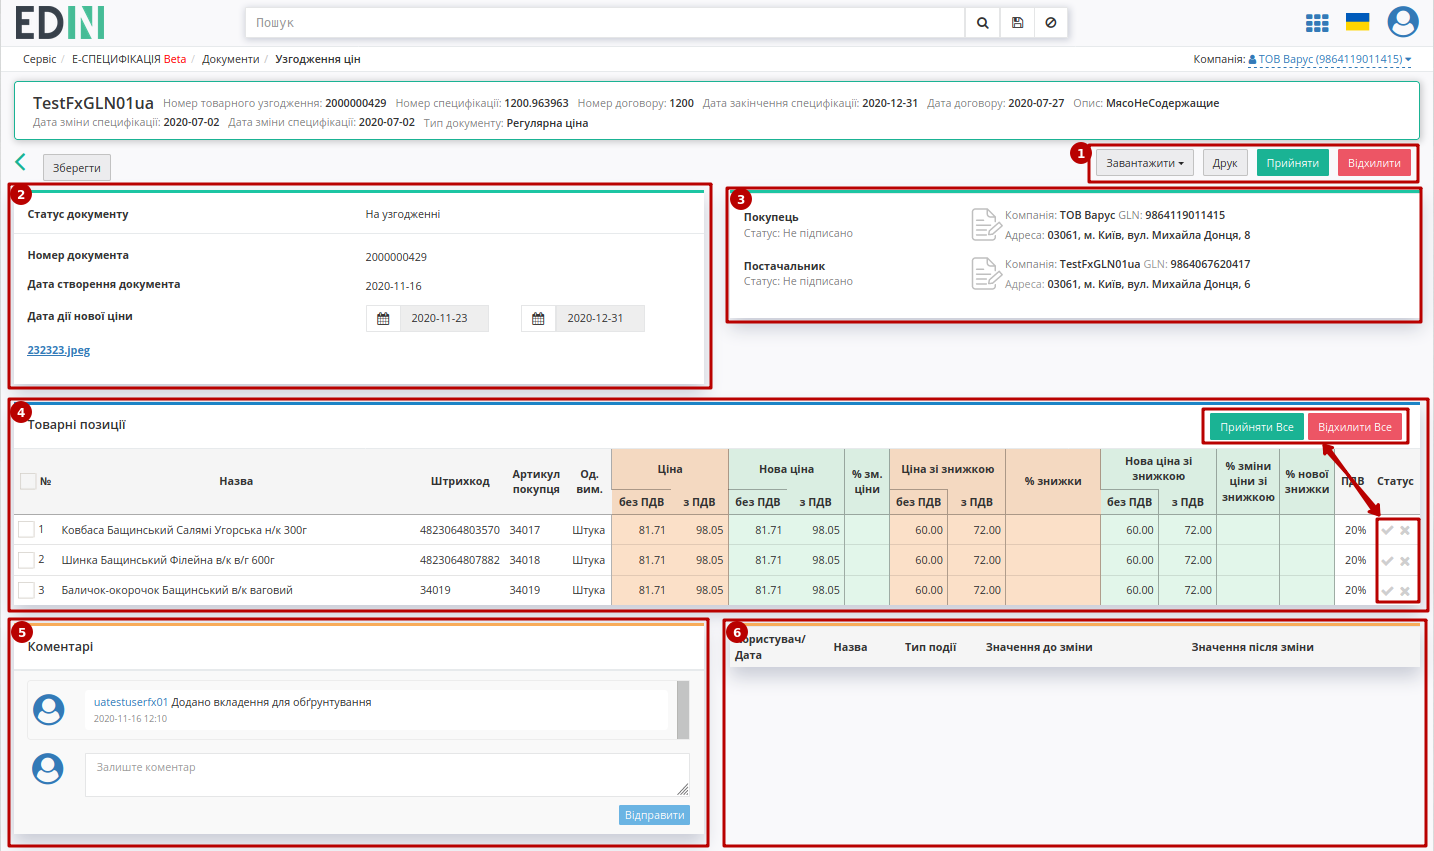 EDIN
Пошук
Сервіс / Е-СПЕЦИФІКАЦІЯ Beta / Документи / Узгодження цін
Компанія: ТОВ Варус (9864119011415)
TestFxGLN01ua Номер товарного узгодження: 2000000429 Номер специфікації: 1200.963963 Номер договору: 1200 Дата закінчення специфікації: 2020-12-31 Дата договору: 2020-07-27 Опис: МясоНеСодержащие
Дата зміни специфікації: 2020-07-02 Дата зміни специфікації: 2020-07-02 Тип документу: Регулярна ціна
Зберегти
1 Завантажити Друк Прийняти Відхилити
2
Статус документу На узгодженні
Номер документа 2000000429
Дата створення документа 2020-11-16
Дата дії нової ціни 2020-11-23 2020-12-31
232323.jpeg
3
Покупець
Статус: Не підписано
Компанія: ТОВ Варус GLN: 9864119011415
Адреса: 03061, м. Київ, вул. Михайла Донця, 8
Постачальник
Статус: Не підписано
Компанія: TestFxGLN01ua GLN: 9864067620417
Адреса: 03061, м. Київ, вул. Михайла Донця, 6
4
Товарні позиції Прийняти Все Відхилити Все
№ Назва Штрихкод Артикул покупця Од. вим. Ціна Нова ціна % зм. ціни Ціна зі знижкою % знижки Нова ціна зі знижкою % зміни ціни зі знижкою % нової знижки ПДВ Статус
без ПДВ з ПДВ без ПДВ з ПДВ без ПДВ з ПДВ без ПДВ з ПДВ
1 Ковбаса Бащинський Салямі Угорська н/к 300г 4823064803570 34017 Штука 81.71 98.05 81.71 98.05 60.00 72.00 60.00 72.00 20%
2 Шинка Бащинський Філейна в/к в/г 600г 4823064807882 34018 Штука 81.71 98.05 81.71 98.05 60.00 72.00 60.00 72.00 20%
3 Баличок-окорочок Бащинський в/к ваговий 34019 34019 Штука 81.71 98.05 81.71 98.05 60.00 72.00 60.00 72.00 20%
5
Коментарі
uatestuserfx01 Додано вкладення для обґрунтування
2020-11-16 12:10
Залиште коментар
Відправити
6
ористувач/
Дата Назва Тип події Значення до зміни Значення після зміни